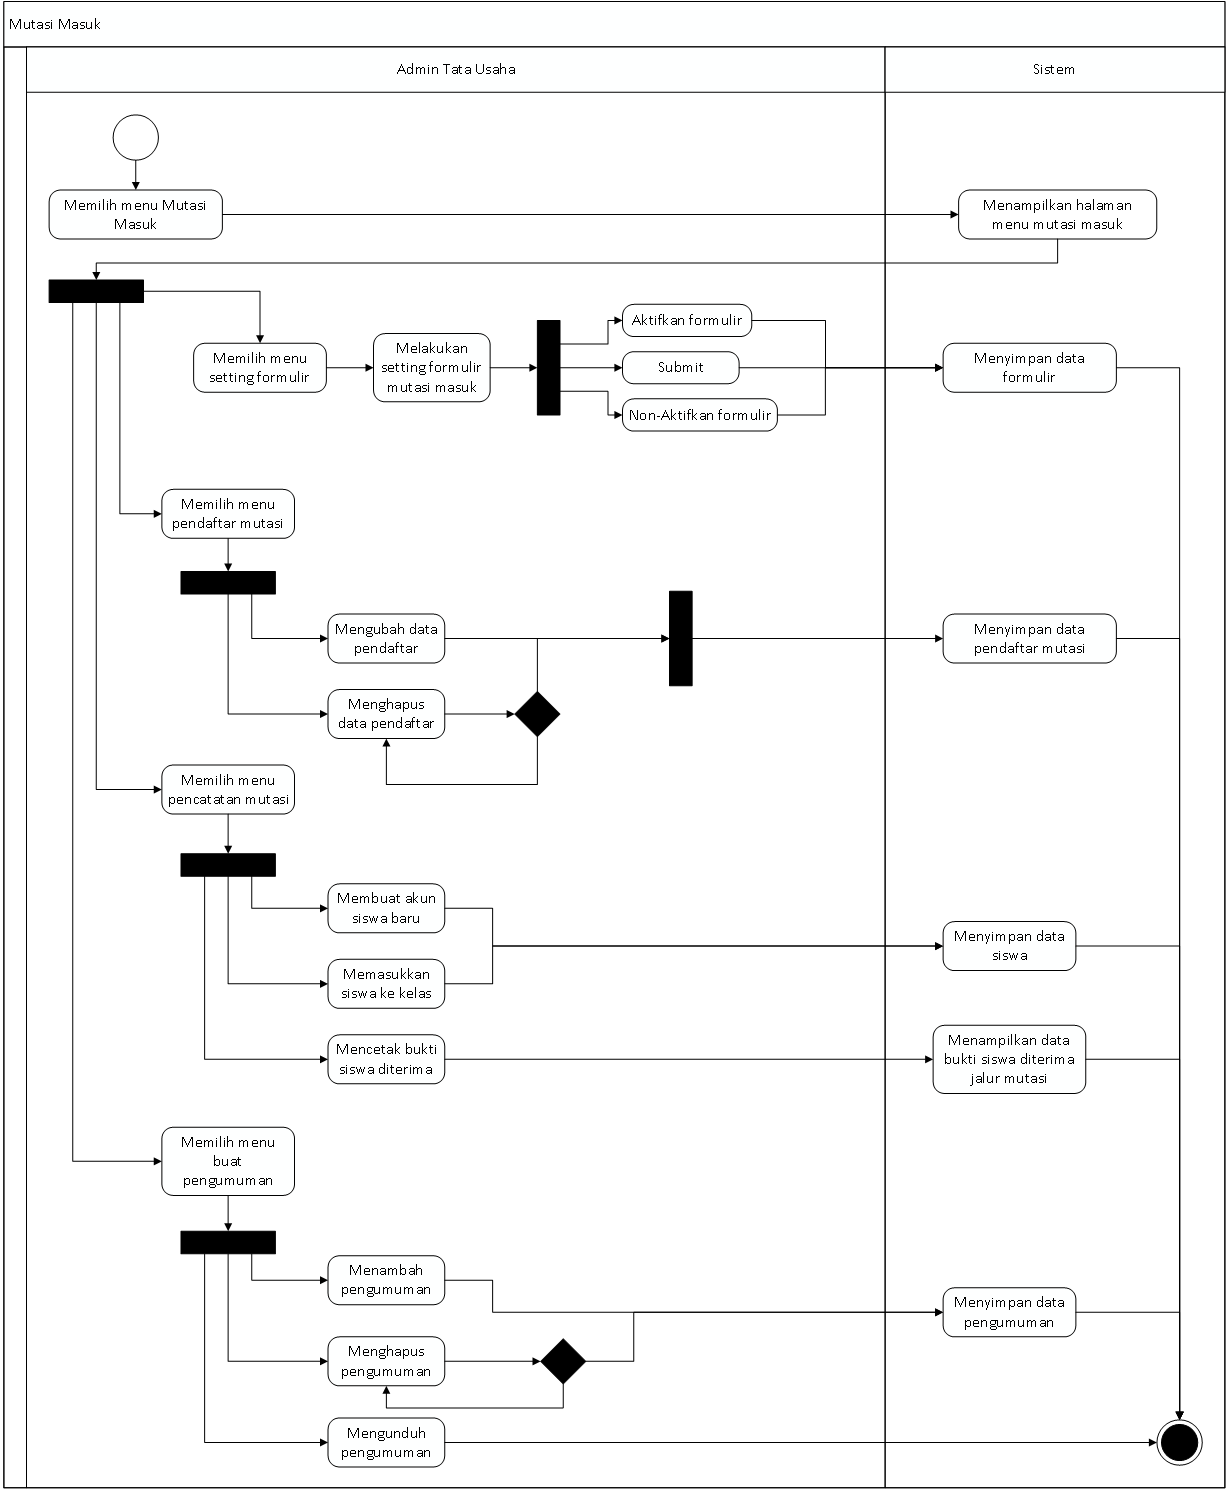 Mutasi Masuk
Admin Tata Usaha
Sistem
Memilih menu Mutasi
Masuk
Menampilkan halaman
menu mutasi masuk
Memilih menu
setting formulir
Melakukan
setting formulir
mutasi masuk
Aktifkan formulir
Submit
Non-Aktifkan formulir
Menyimpan data
formulir
Memilih menu
pendaftar mutasi
Mengubah data
pendaftar
Menyimpan data
pendaftar mutasi
Menghapus
data pendaftar
Memilih menu
pencatatan mutasi
Membuat akun
siswa baru
Memasukkan
siswa ke kelas
Menyimpan data
siswa
Mencetak bukti
siswa diterima
Menampilkan data
bukti siswa diterima
jalur mutasi
Memilih menu
buat
pengumuman
Menambah
pengumuman
Menyimpan data
pengumuman
Menghapus
pengumuman
Mengunduh
pengumuman